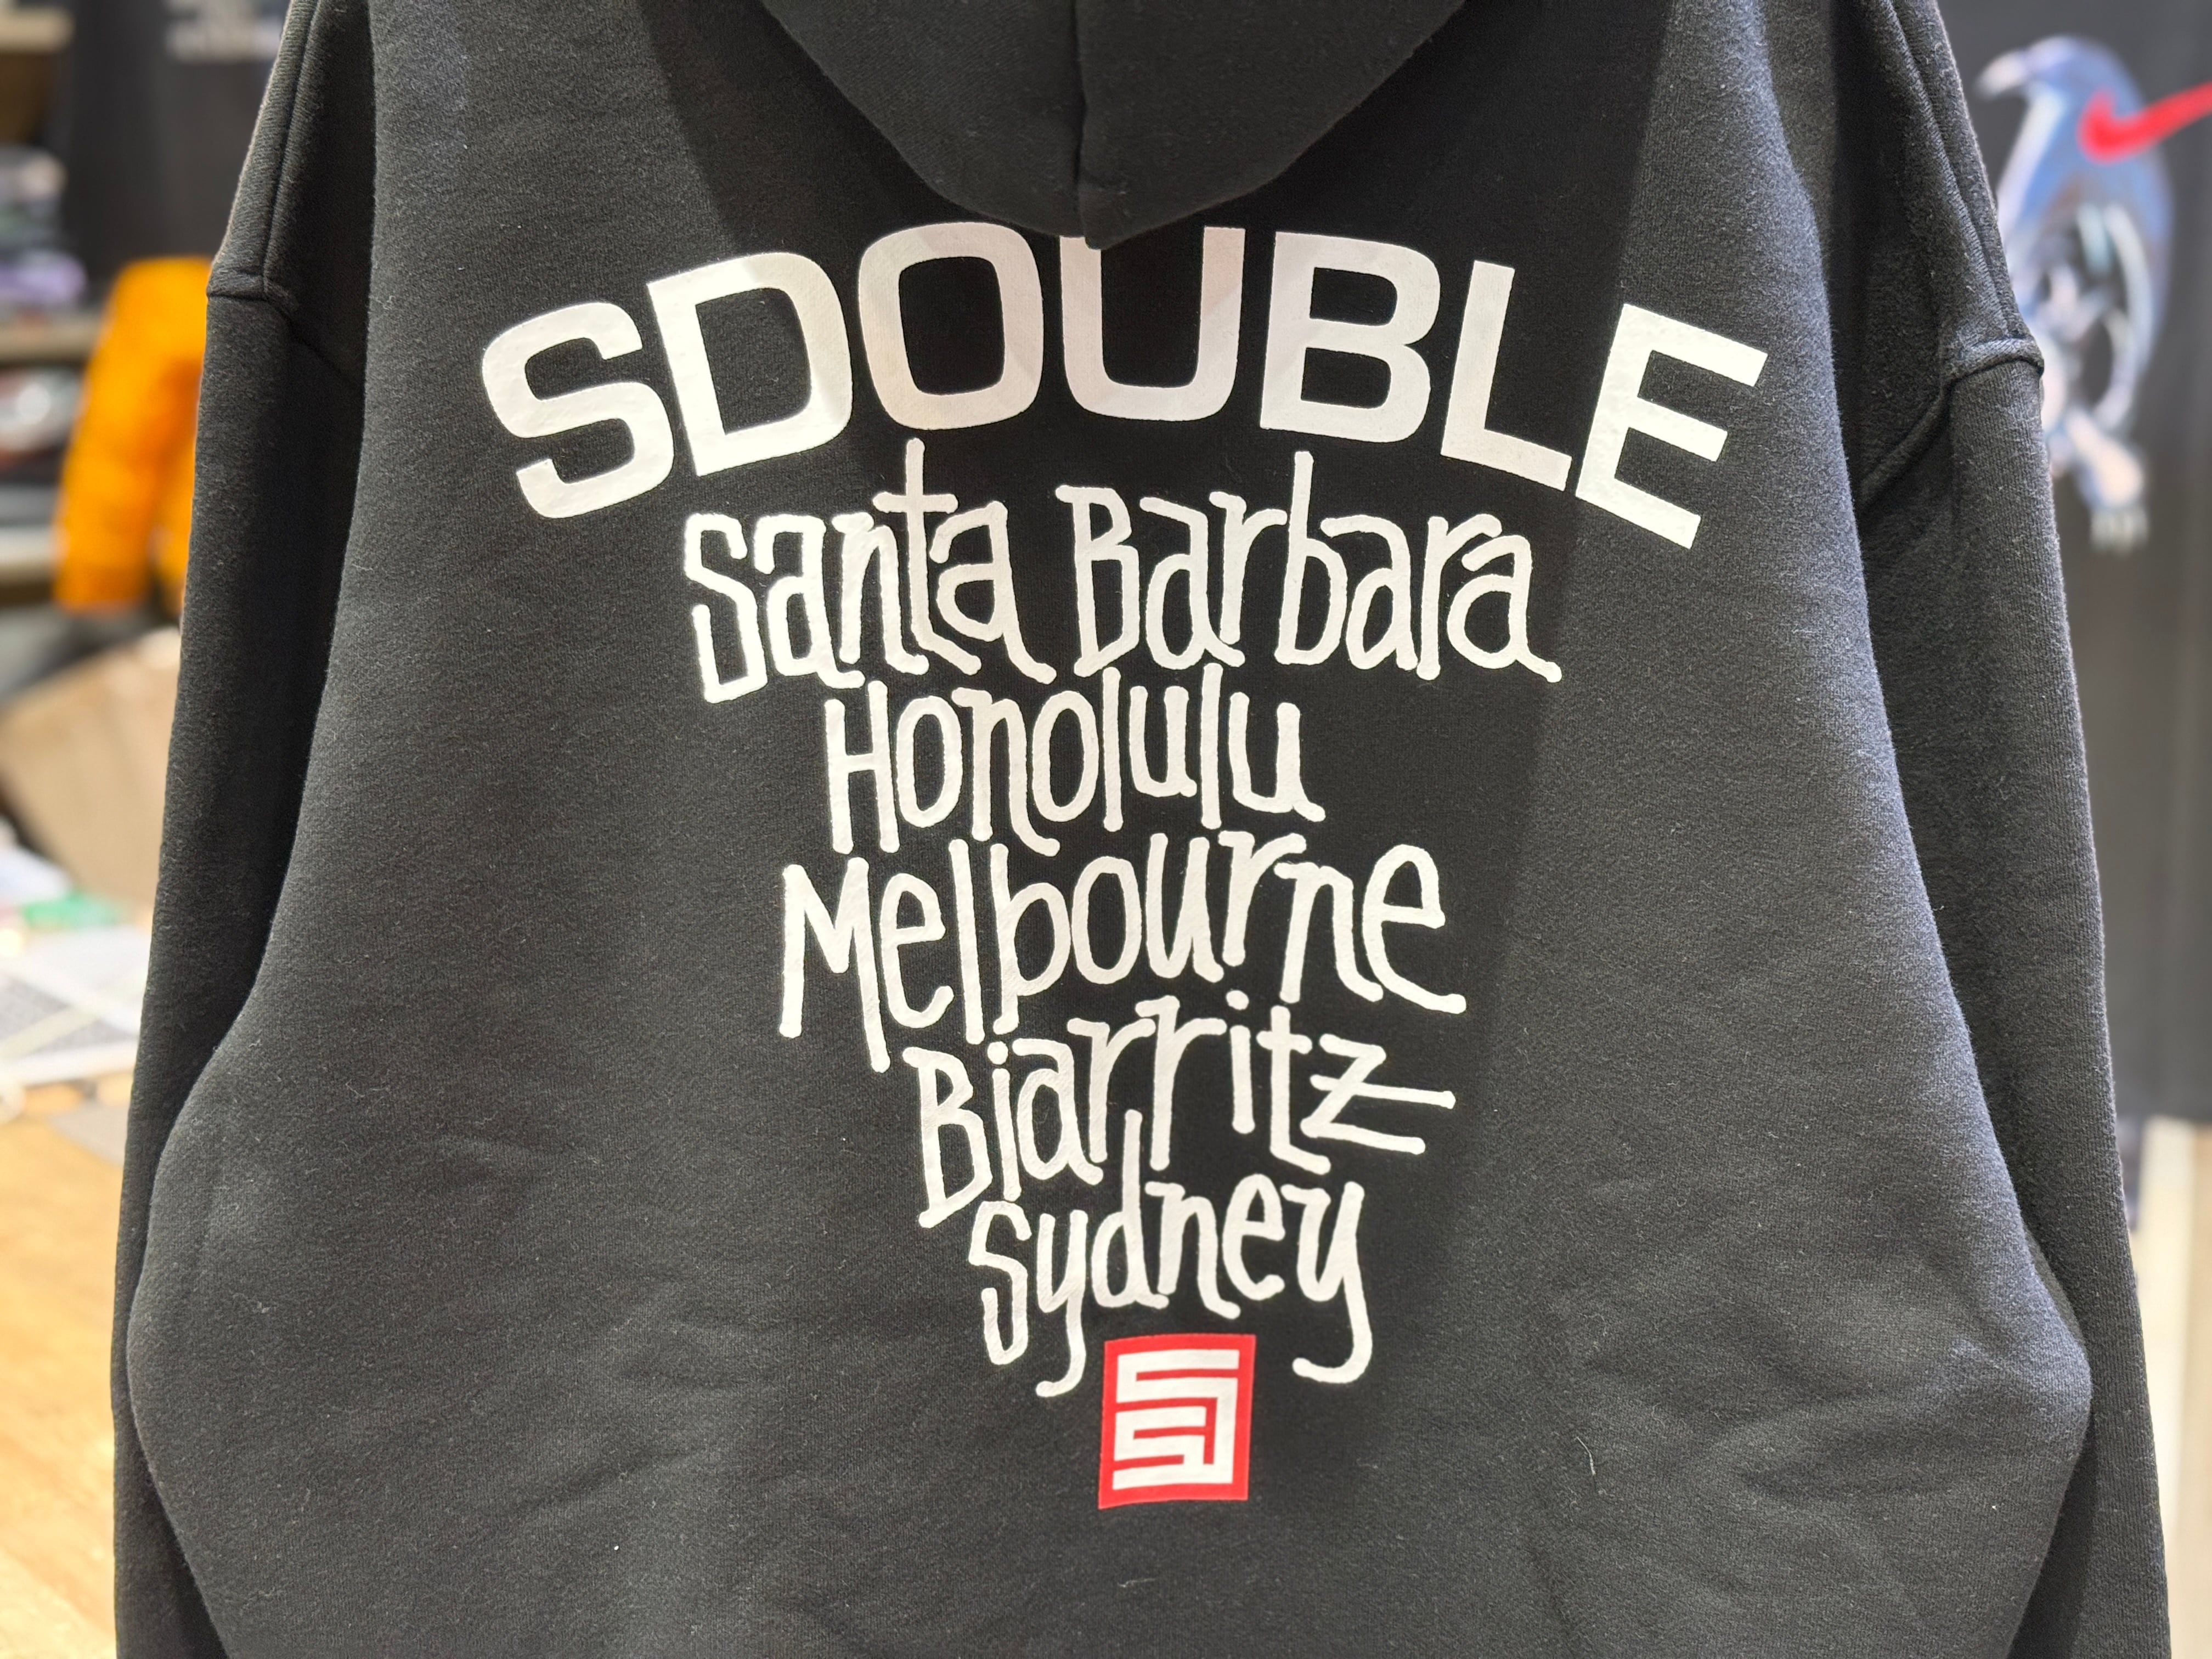 SDOUBLE
Santa Barbara
Honolulu
Melbourne
Biarritz
Sydney